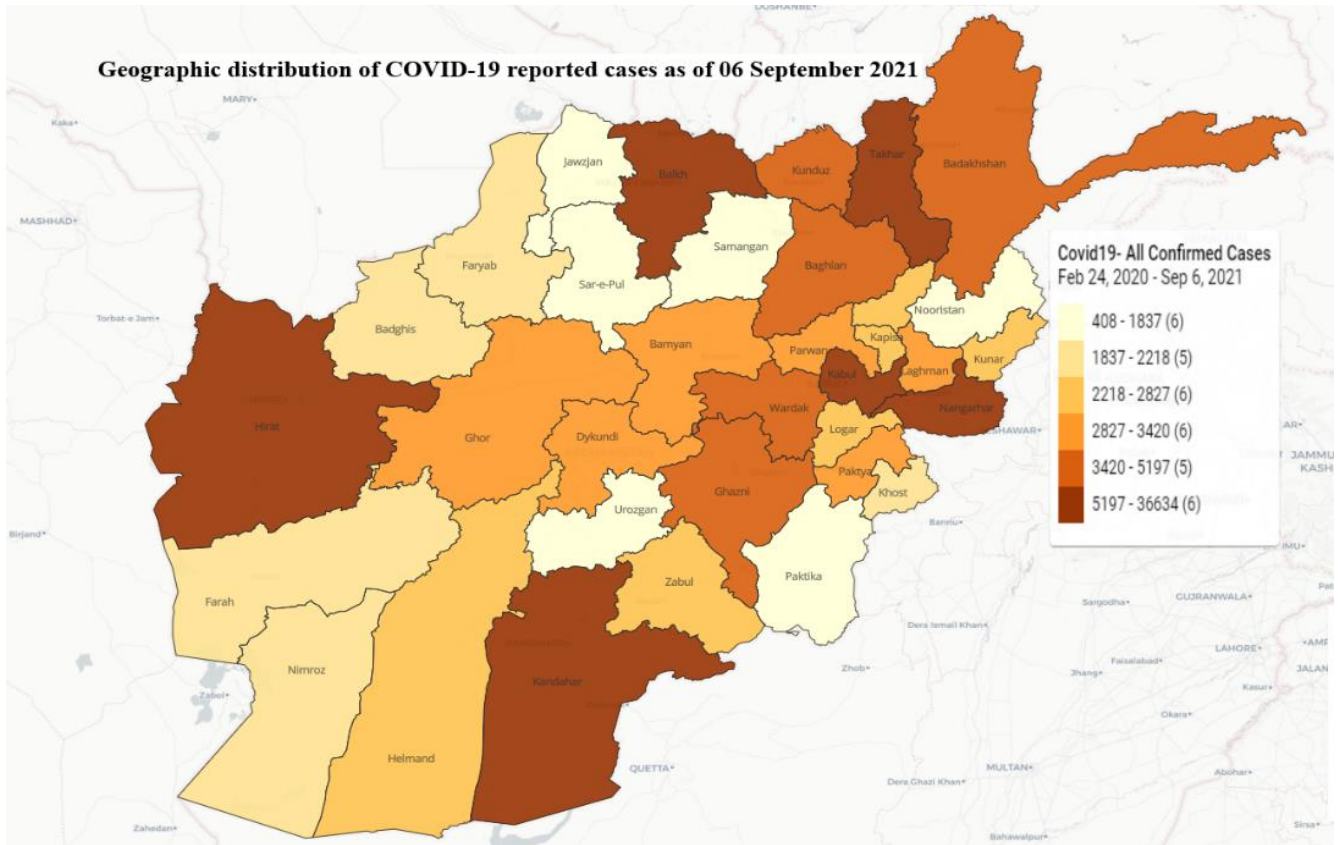 DUSHANBE
Geographic distribution of COVID-19 reported cases as of 06 September 2021
MARY
Kaka
Jawzjan
Balkh
Kunduz
Takhar
Badakhshan
MASHHAD
Samangan
Faryab
Sar-e-Pul
Baghlan
Covid19- All Confirmed Cases
Feb 24, 2020 - Sep 6, 2021
408 - 1837 (6)
1837 - 2218 (5)
2218 - 2827 (6)
2827 - 3420 (6)
3420 - 5197 (5)
5197 - 36634 (6)
Torbat-e Jam
Badghis
Bamyan
Nooristan
Parwan
Kapisa
Kunar
Kabul
Laghman
Hirat
Wardak
Nangarhar
Ghor
Dykundi
Logar
ESHAWAR
JAMMU
KASH
Paktya
Ghazni
Khost
Urozgan
Bannu
Birjand
Paktika
Zabul
Farah
Sargodha
GUJRANWALA
Dera Ismail Khan
LAHORE
Faisalabad
Nimroz
Zabol
Kandahar
Zhob
Jhang
Kasur
Okara
Helmand
QUETTA
MULTAN
Dera Ghazi Khan
Abohar
Zahedan
Bahawalpur
Sirsa